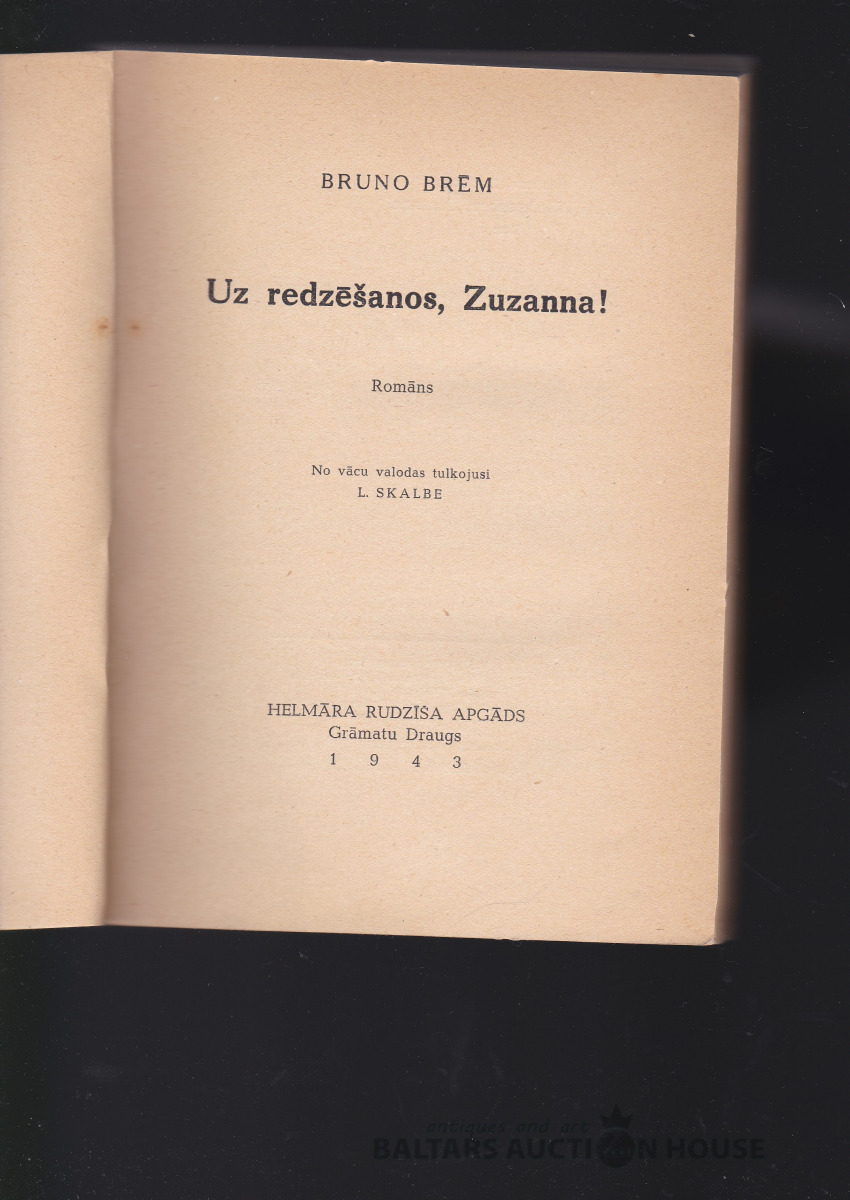 BRUNO BRĒM
Uz redzēšanos, Zuzanna!
Romāns
No vācu valodas tulkojusi
L. SKALBE
HELMĀRA RUDZĪŠA APGĀDS
Grāmatu Draugs
1 9 4 3
antiques and art
BALTARS AUCTION HOUSE